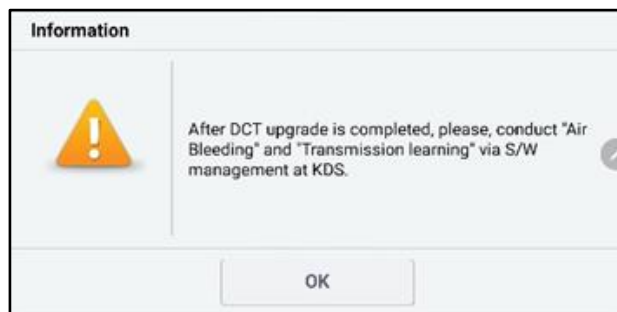 Information
After DCT upgrade is completed, please, conduct "Air
Bleeding" and "Transmission learning" via S/W
management at KDS.
OK